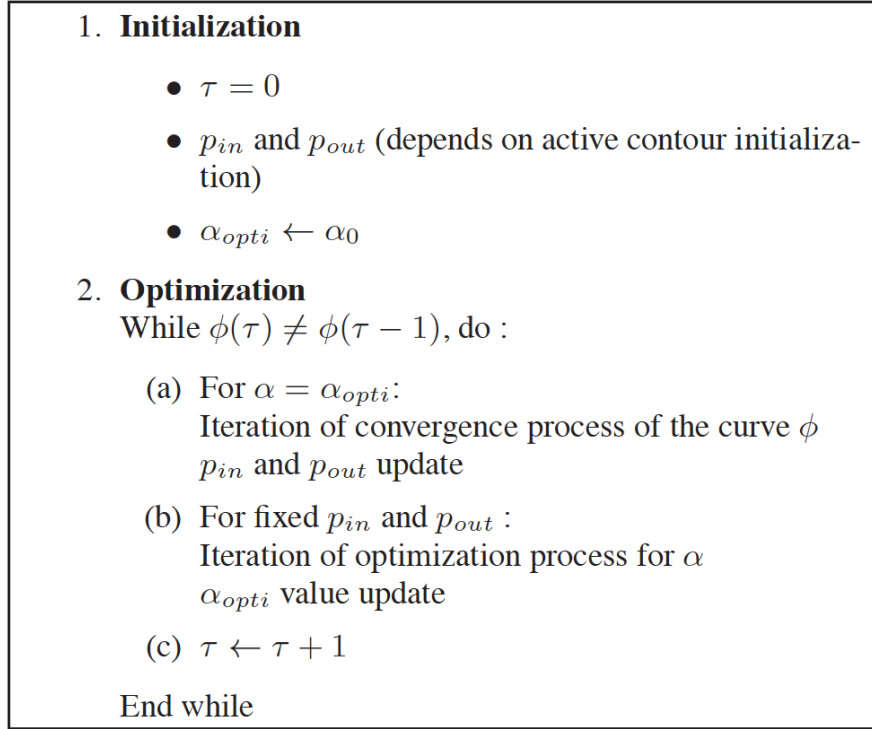 1. Initialization
• τ = 0
• p_in and p_out (depends on active contour initializa-
tion)
• α_opti ← α_0
2. Optimization
While ϕ(τ) ≠ ϕ(τ − 1), do :
(a) For α = α_opti:
Iteration of convergence process of the curve ϕ
p_in and p_out update
(b) For fixed p_in and p_out :
Iteration of optimization process for α
α_opti value update
(c) τ ← τ + 1
End while